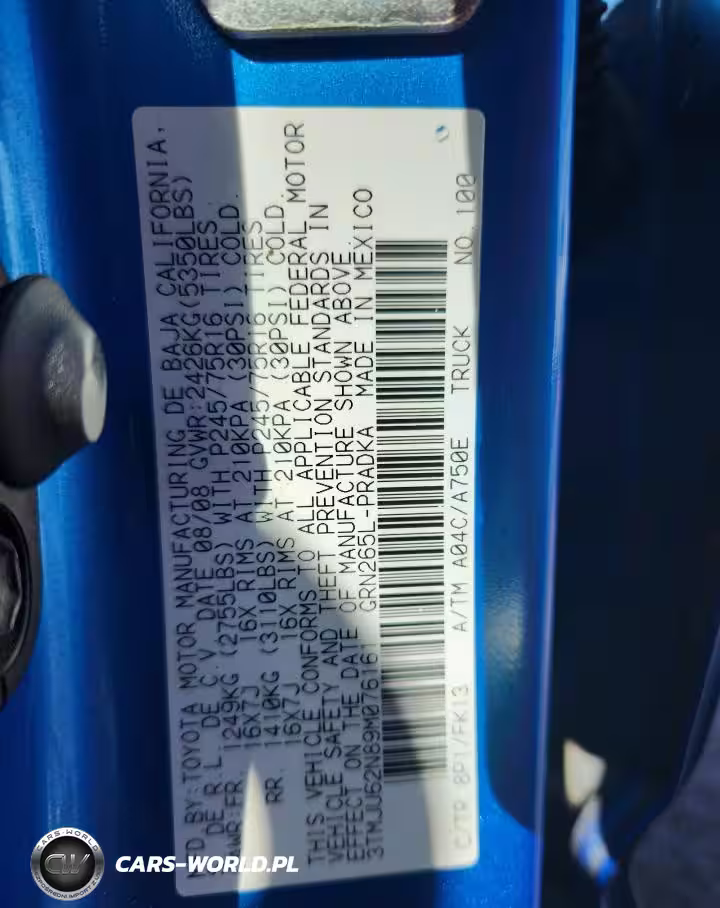 MFD BY:TOYOTA MOTOR MANUFACTURING DE BAJA CALIFORNIA,
S. DE R.L. DE C.V DATE 08/08 GVWR:2426KG(5350LBS)
GAWR:FR. 1249KG (2755LBS) WITH P245/75R16 TIRES
16X7J 16X RIMS AT 210KPA (30PSI) COLD.
RR. 1410KG (3110LBS) WITH P245/75R16 TIRES
16X7J 16X RIMS AT 210KPA (30PSI) COLD.
THIS VEHICLE CONFORMS TO ALL APPLICABLE FEDERAL MOTOR
VEHICLE SAFETY AND THEFT PREVENTION STANDARDS IN
EFFECT ON THE DATE OF MANUFACTURE SHOWN ABOVE.
3TMJU62N89M076161 GRN265L-PRADKA MADE IN MEXICO
C/TR 8P1/FK13 A/TM A04C/A750E TRUCK NO. 100
CARS-WORLD.PL
CARS-WORLD
CW